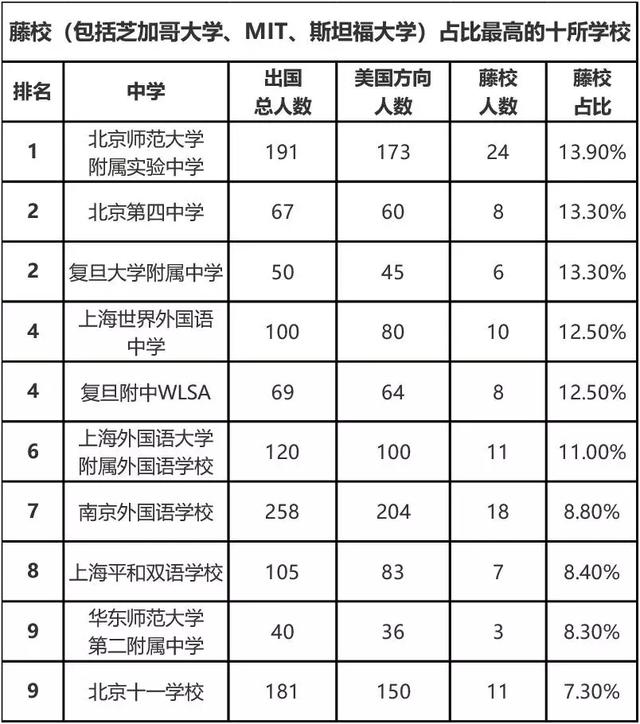 藤校（包括芝加哥大学、MIT、斯坦福大学）占比最高的十所学校
排名 中学 出国总人数 美国方向人数 藤校人数 藤校占比
1 北京师范大学附属实验中学 191 173 24 13.90%
2 北京第四中学 67 60 8 13.30%
2 复旦大学附属中学 50 45 6 13.30%
4 上海世界外国语中学 100 80 10 12.50%
4 复旦附中WLSA 69 64 8 12.50%
6 上海外国语大学附属外国语学校 120 100 11 11.00%
7 南京外国语学校 258 204 18 8.80%
8 上海平和双语学校 105 83 7 8.40%
9 华东师范大学第二附属中学 40 36 3 8.30%
9 北京十一学校 181 150 11 7.30%